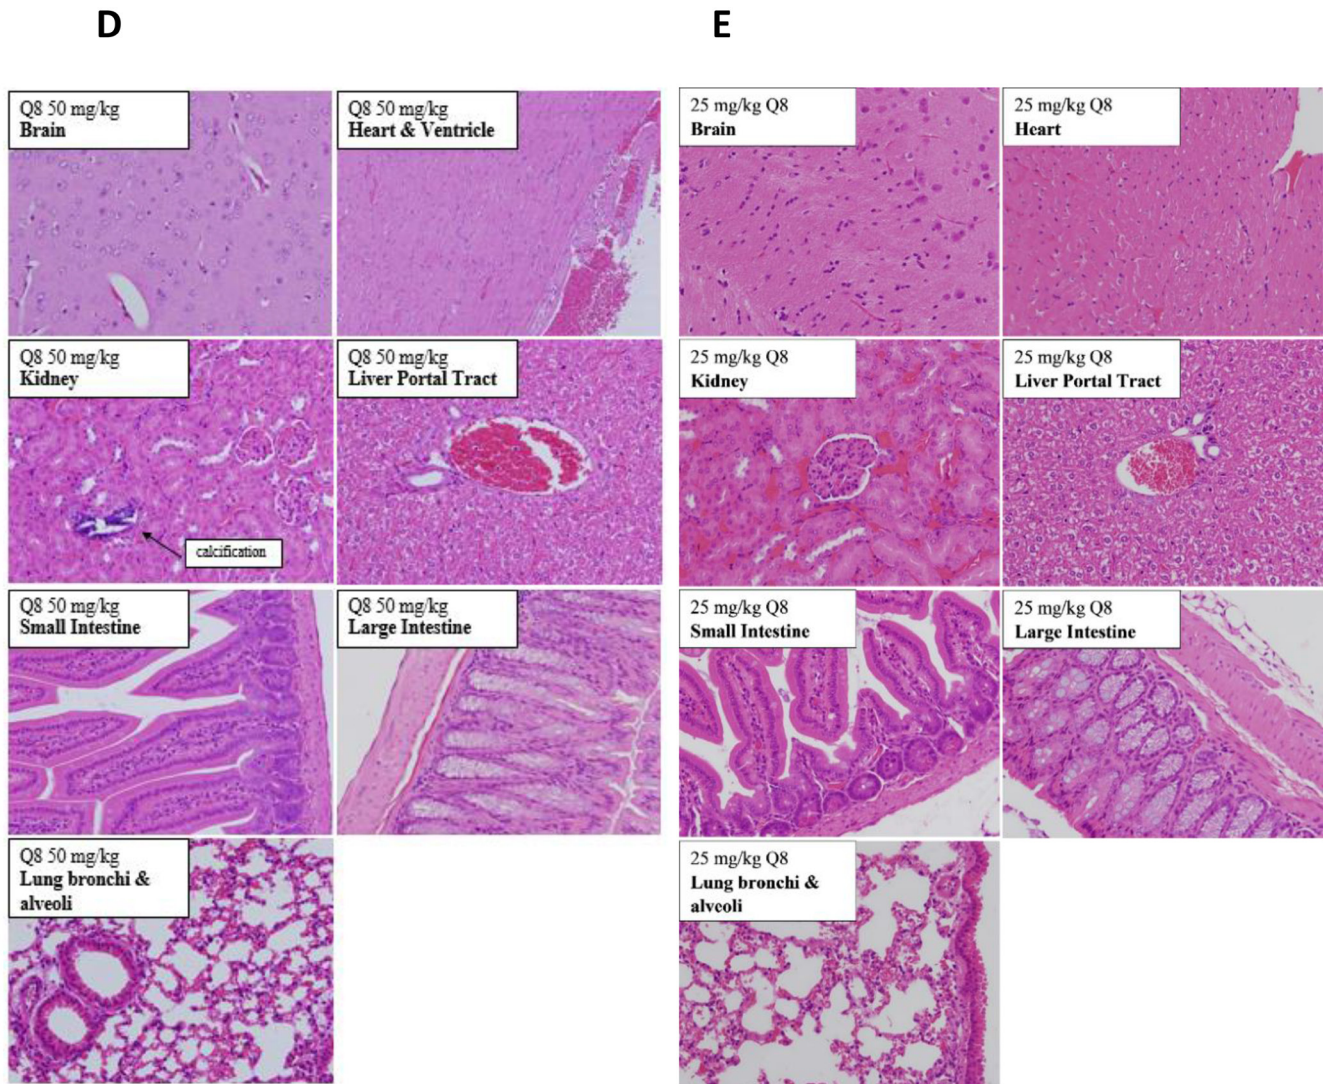 D
E
Q8 50 mg/kg
Brain
Q8 50 mg/kg
Heart & Ventricle
25 mg/kg Q8
Brain
25 mg/kg Q8
Heart
Q8 50 mg/kg
Kidney
calcification
Q8 50 mg/kg
Liver Portal Tract
25 mg/kg Q8
Kidney
25 mg/kg Q8
Liver Portal Tract
Q8 50 mg/kg
Small Intestine
Q8 50 mg/kg
Large Intestine
25 mg/kg Q8
Small Intestine
25 mg/kg Q8
Large Intestine
Q8 50 mg/kg
Lung bronchi &
alveoli
25 mg/kg Q8
Lung bronchi &
alveoli